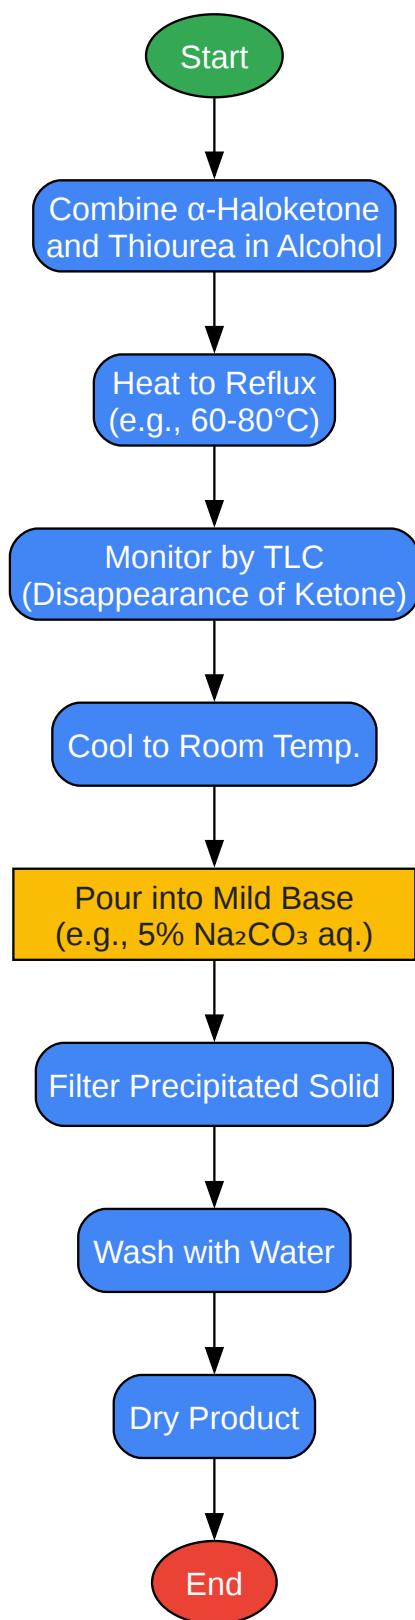 Start
Combine α-Haloketone
and Thiourea in Alcohol
Heat to Reflux
(e.g., 60-80°C)
Monitor by TLC
(Disappearance of Ketone)
Cool to Room Temp.
Pour into Mild Base
(e.g., 5% Na₂CO₃ aq.)
Filter Precipitated Solid
Wash with Water
Dry Product
End